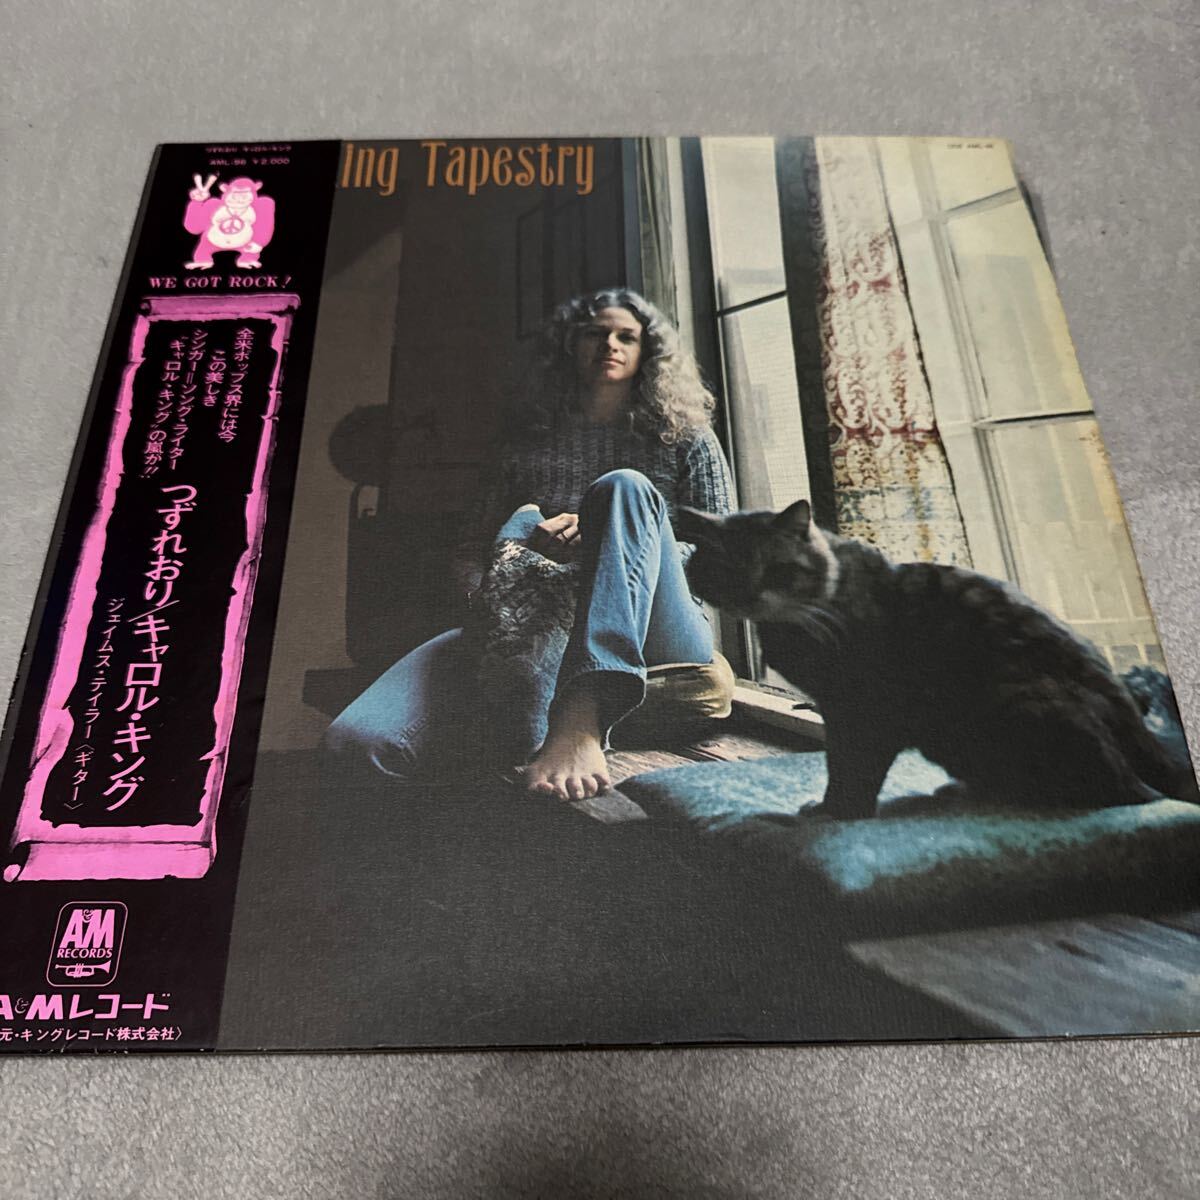 つずれおり キャロル・キング
AML-96 ¥2,000
WE GOT ROCK!
全米ポップス界には今
この美しき
シンガー=ソング・ライター
“キャロル・キング”の嵐が!!
つずれおり/キャロル・キング
ジェイムス・テイラー〈ギター〉
A&M
RECORDS
A&Mレコード
元・キングレコード株式会社〉
ing Tapestry
AML-96